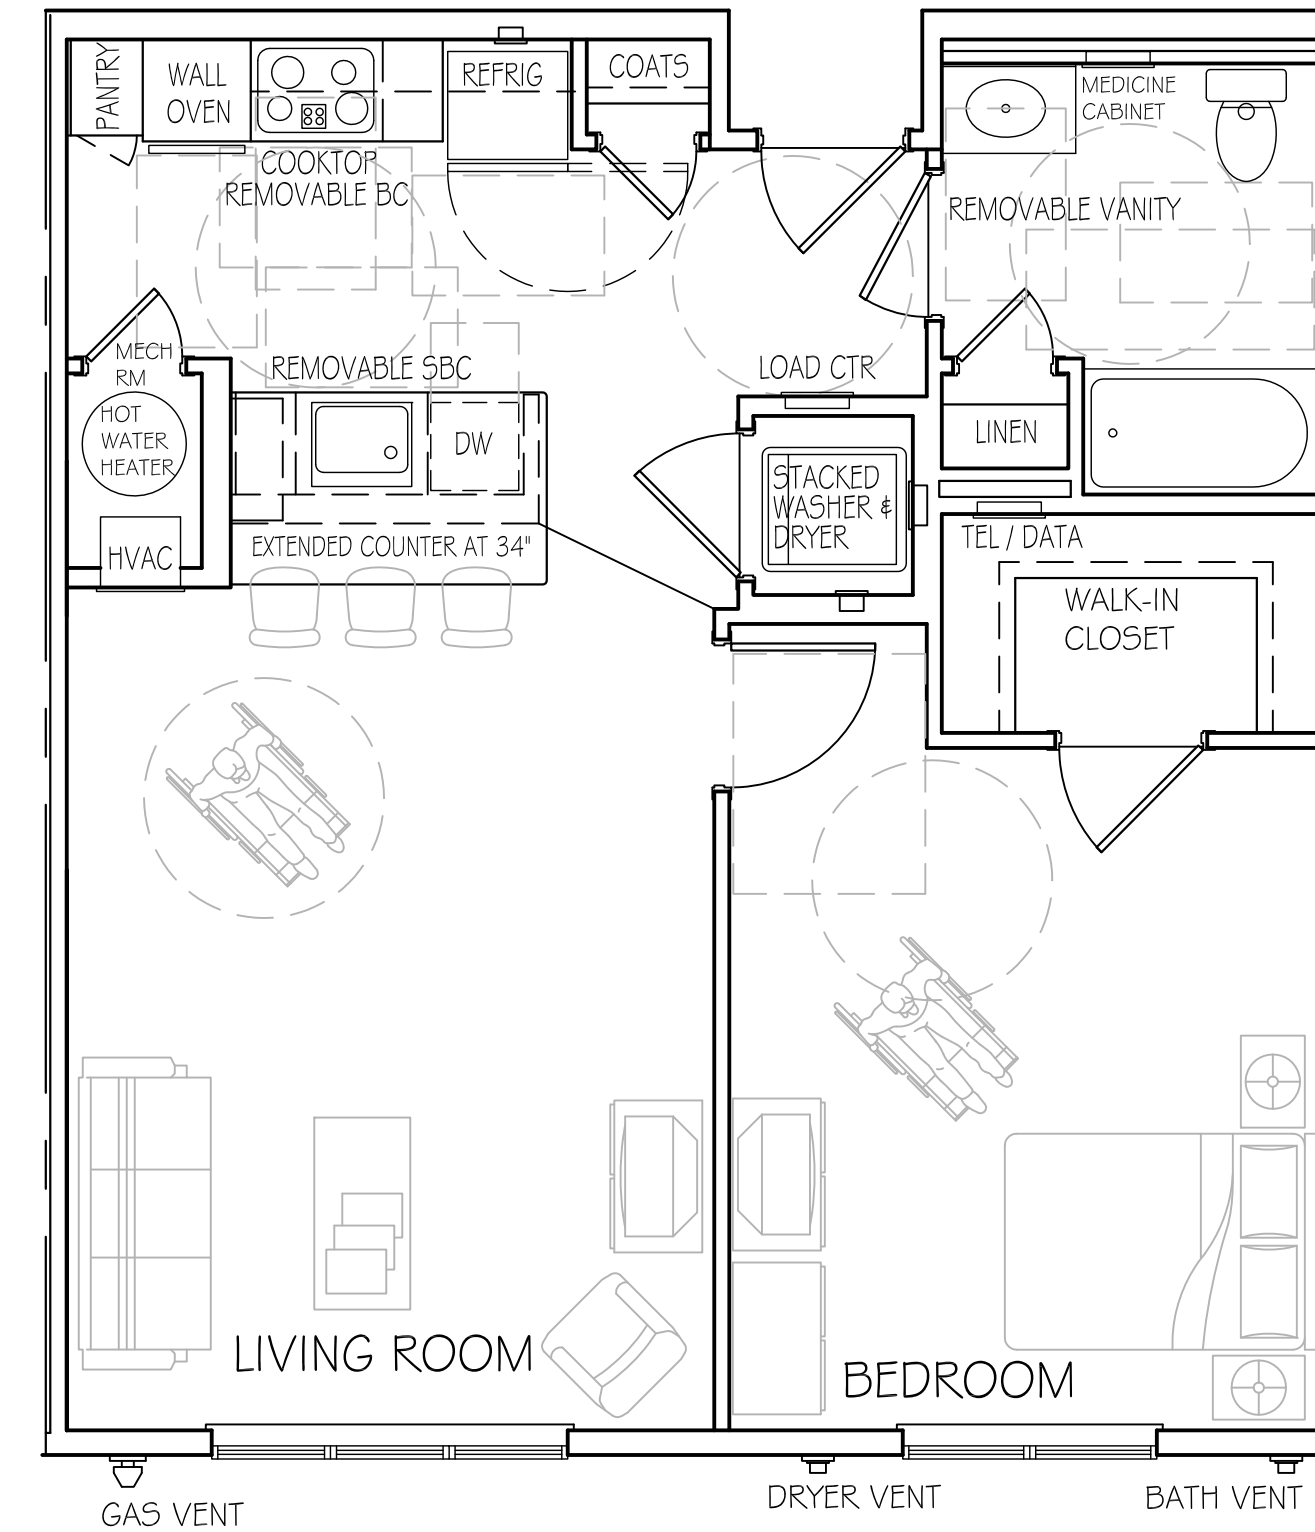 PANTRY
WALL
OVEN
REFRIG
COATS
MEDICINE
CABINET
COOKTOP
REMOVABLE BC
REMOVABLE VANITY
MECH
RM
REMOVABLE SBC
LOAD CTR
HOT
WATER
HEATER
DW
LINEN
STACKED
WASHER &
DRYER
HVAC
EXTENDED COUNTER AT 34"
TEL / DATA
WALK-IN
CLOSET
LIVING ROOM
BEDROOM
GAS VENT
DRYER VENT
BATH VENT